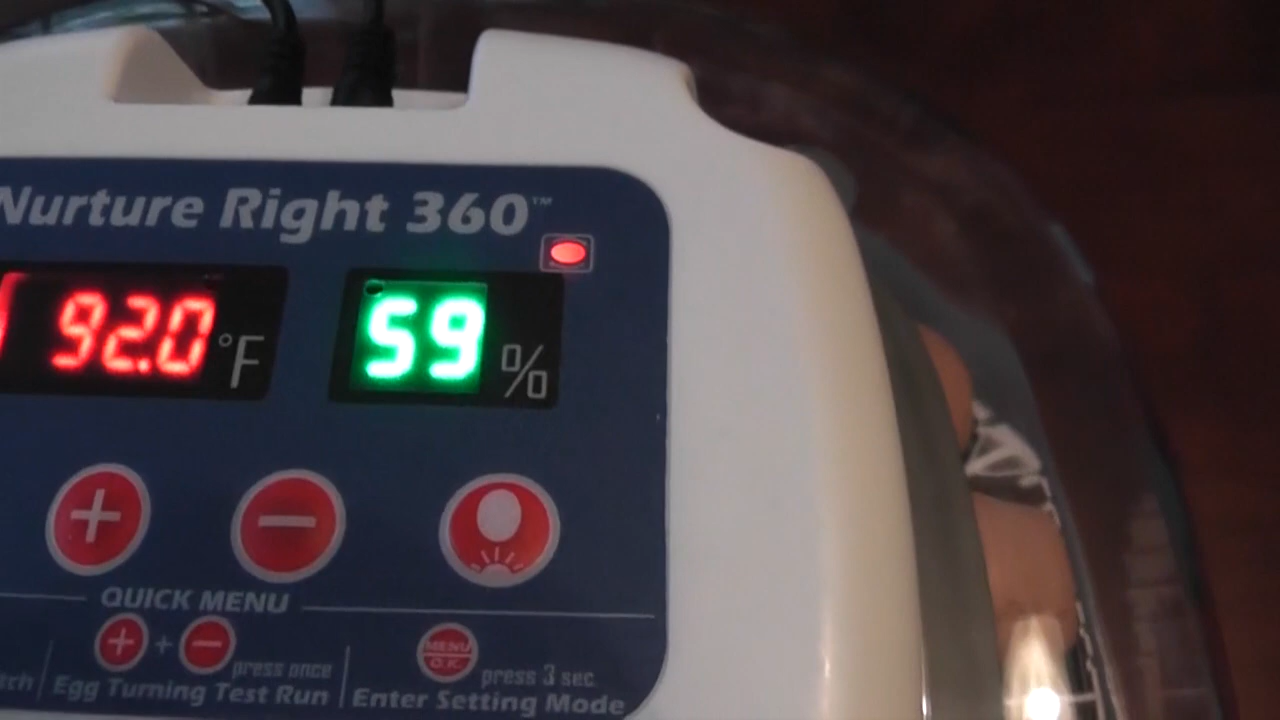 Nurture Right 360™
92.0 °F 59 %
QUICK MENU
+ + − MENU O.K.
press once press 3 sec
Egg Turning Test Run Enter Setting Mode